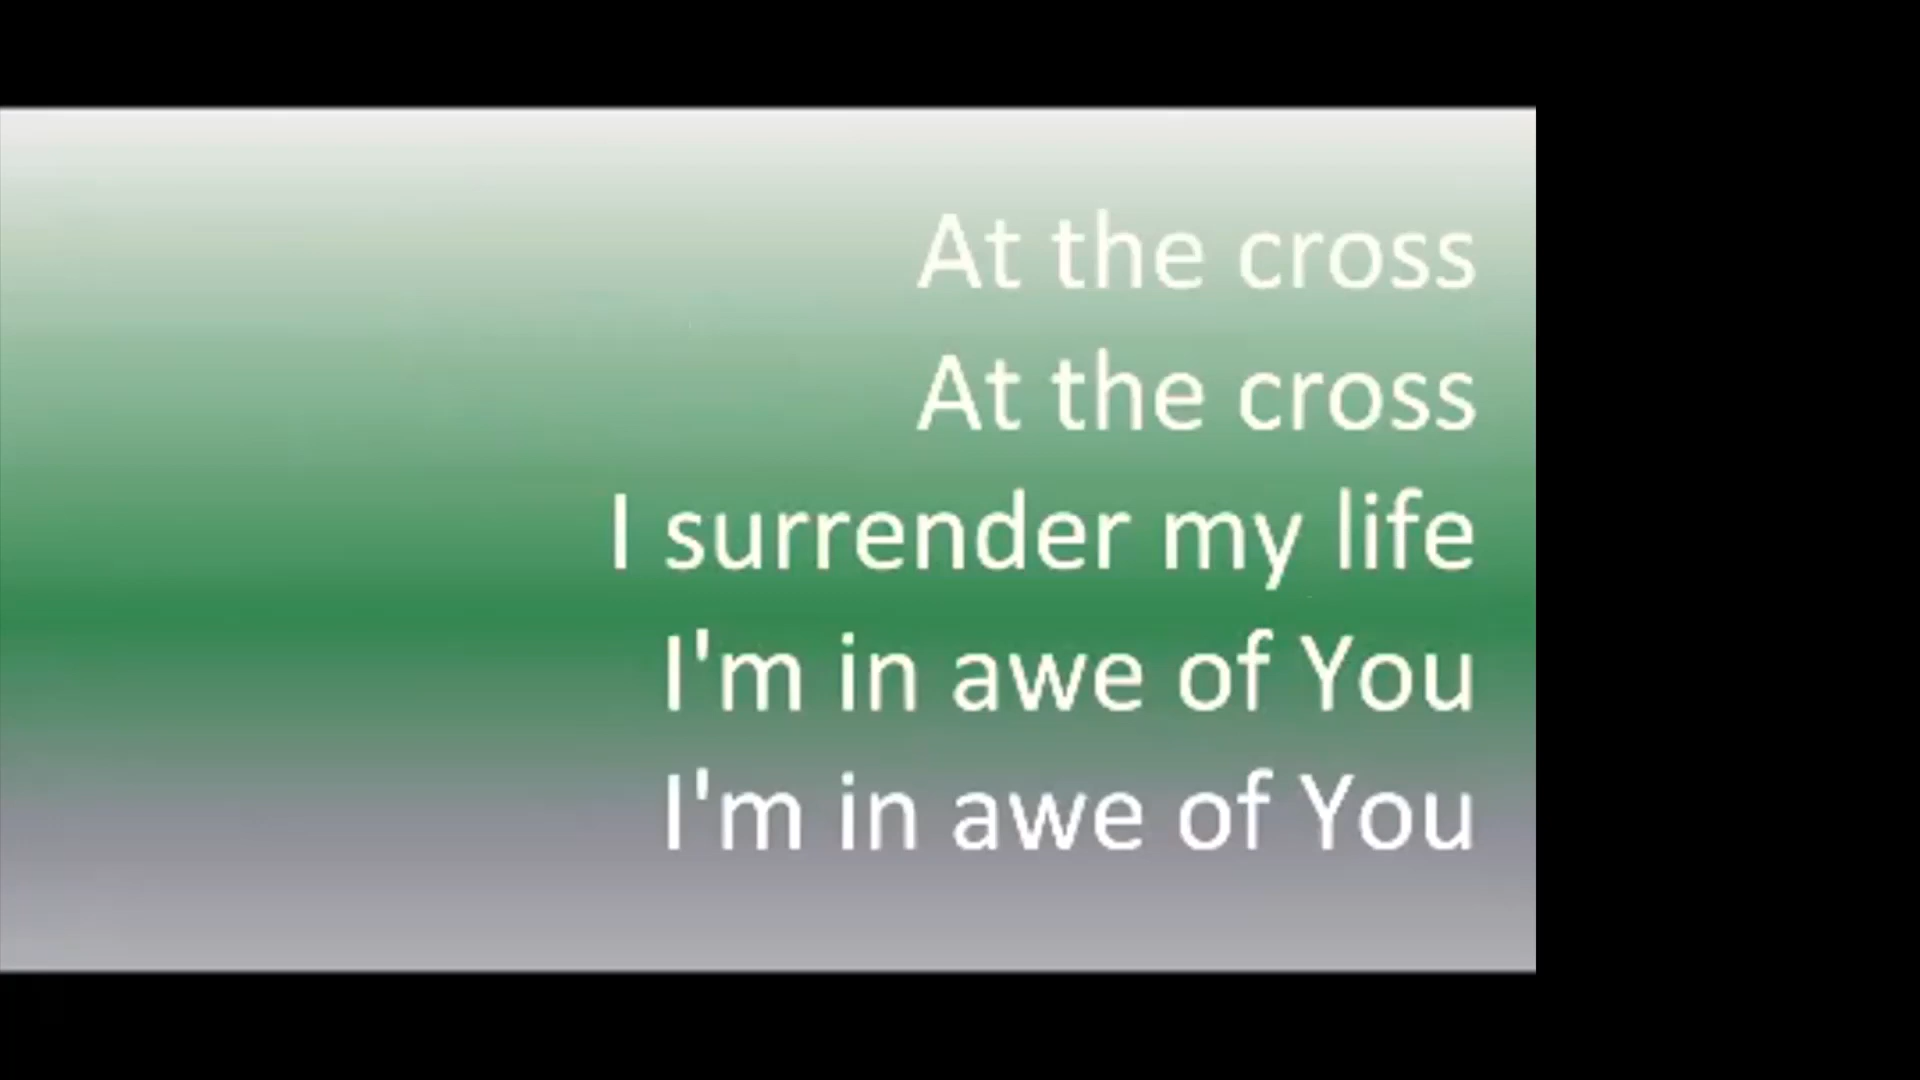 At the cross
At the cross
I surrender my life
I'm in awe of You
I'm in awe of You